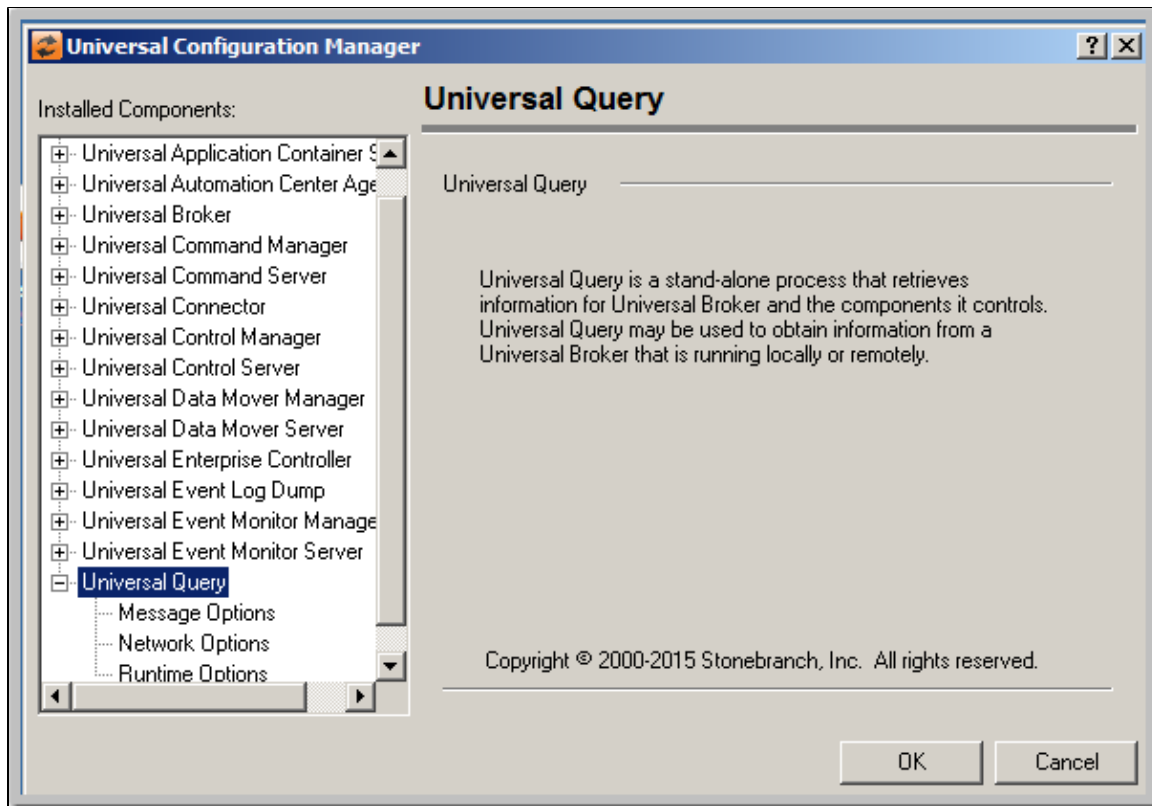 Universal Configuration Manager
Installed Components:
Universal Application Container S
Universal Automation Center Age
Universal Broker
Universal Command Manager
Universal Command Server
Universal Connector
Universal Control Manager
Universal Control Server
Universal Data Mover Manager
Universal Data Mover Server
Universal Enterprise Controller
Universal Event Log Dump
Universal Event Monitor Manage
Universal Event Monitor Server
Universal Query
Message Options
Network Options
Runtime Options
Universal Query
Universal Query
Universal Query is a stand-alone process that retrieves
information for Universal Broker and the components it controls.
Universal Query may be used to obtain information from a
Universal Broker that is running locally or remotely.
Copyright © 2000-2015 Stonebranch, Inc. All rights reserved.
OK
Cancel